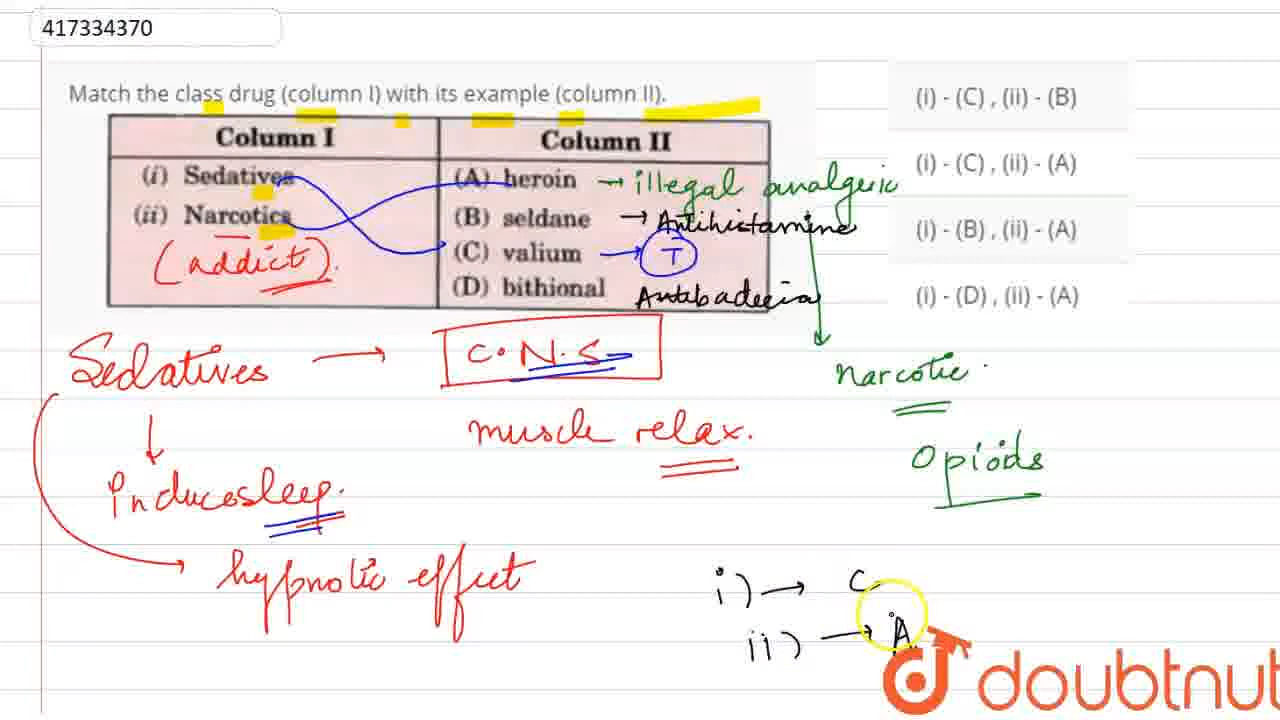 417334370
Match the class drug (column I) with its example (column II).
Column I Column II
(i) Sedatives (A) heroin → illegal analgeric
(ii) Narcotics (B) seldane → Antihistamine
(addict). (C) valium → T
(D) bithional Antibadecia
(i) - (C) , (ii) - (B)
(i) - (C) , (ii) - (A)
(i) - (B) , (ii) - (A)
(i) - (D) , (ii) - (A)
Sedatives → C.N.S
narcotic.
muscle relax.
Opiods
inducesleep.
hypnotic effect
i) → C
ii) → A
doubtnut